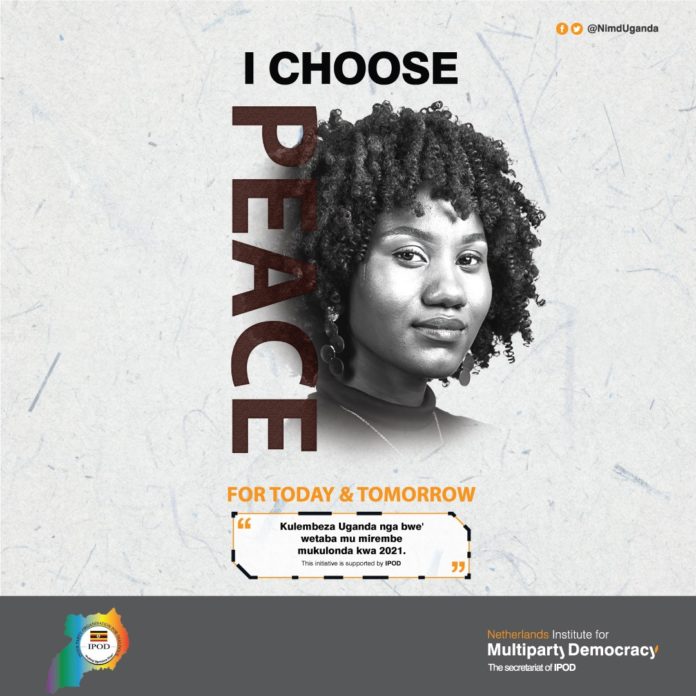 @NimdUganda
I CHOOSE
PEACE
FOR TODAY & TOMORROW
“ Kulembeza Uganda nga bwe'
wetaba mu mirembe
mukulonda kwa 2021.
This initiative is supported by IPOD ”
IPOD
Netherlands Institute for
Multiparty Democracy
The secretariat of IPOD